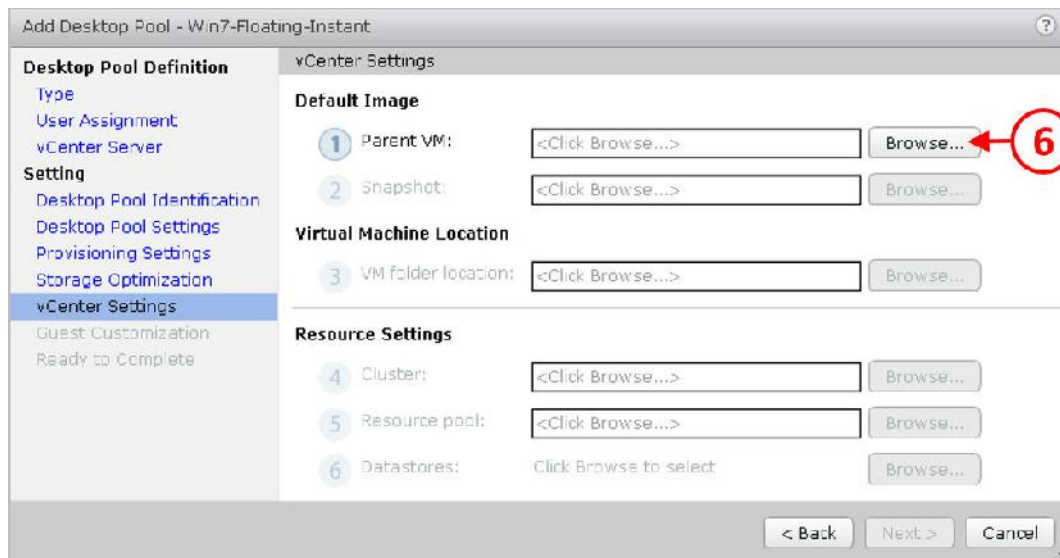 Add Desktop Pool - Win7-Floating-Instant
?
Desktop Pool Definition
Type
User Assignment
vCenter Server
Setting
Desktop Pool Identification
Desktop Pool Settings
Provisioning Settings
Storage Optimization
vCenter Settings
Guest Customization
Ready to Complete
vCenter Settings
Default Image
1 Parent VM: <Click Browse...> Browse... 6
2 Snapshot: <Click Browse...> Browse...
Virtual Machine Location
3 VM folder location: <Click Browse...> Browse...
Resource Settings
4 Cluster: <Click Browse...> Browse...
5 Resource pool: <Click Browse...> Browse...
6 Datastores: Click Browse to select Browse...
< Back Next > Cancel